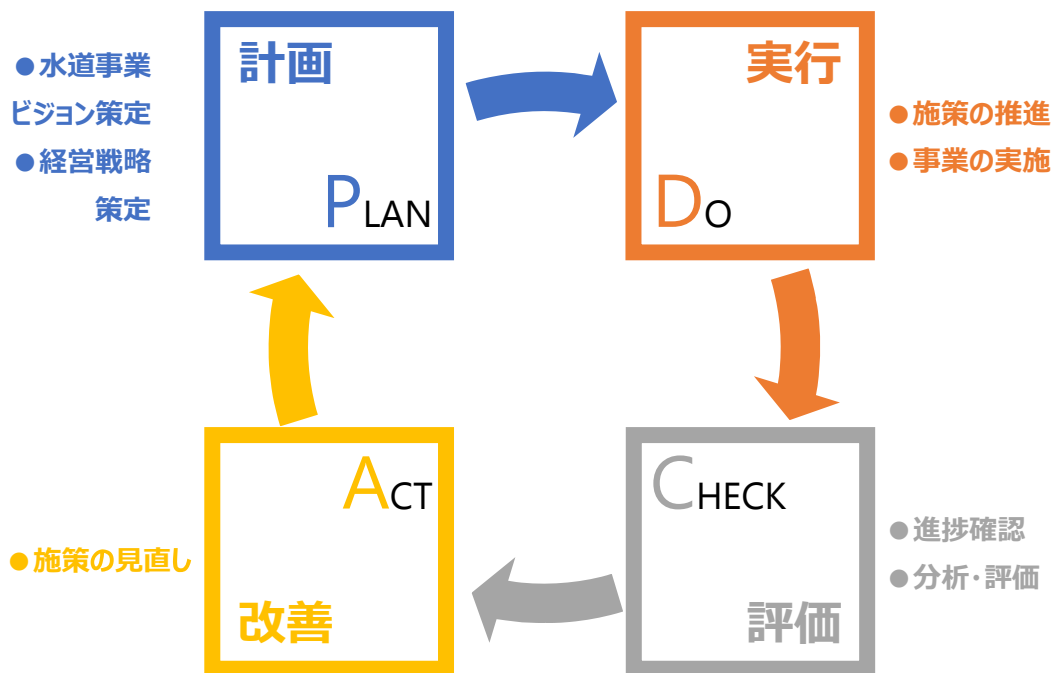 計画
PLAN
●水道事業
ビジョン策定
●経営戦略
策定
実行
DO
●施策の推進
●事業の実施
CHECK
評価
●進捗確認
●分析・評価
ACT
改善
●施策の見直し